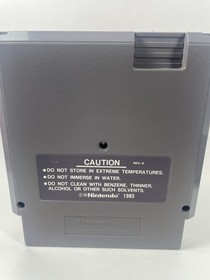 CAUTION
REV-A
•DO NOT STORE IN EXTREME TEMPERATURES.
•DO NOT IMMERSE IN WATER.
•DO NOT CLEAN WITH BENZENE, THINNER,
ALCOHOL OR OTHER SUCH SOLVENTS.
©®Nintendo® 1985